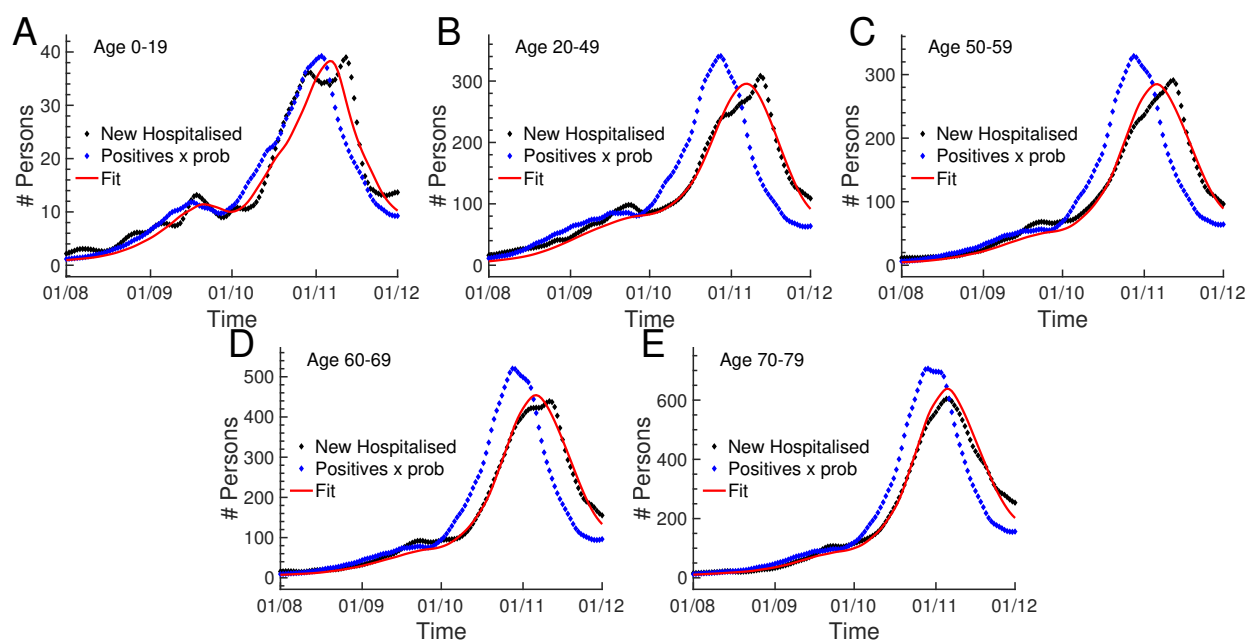 A
Age 0-19
# Persons
40
30
20
10
0
New Hospitalised
Positives x prob
Fit
01/08 01/09 01/10 01/11 01/12
Time
B
Age 20-49
# Persons
300
200
100
0
New Hospitalised
Positives x prob
Fit
01/08 01/09 01/10 01/11 01/12
Time
C
Age 50-59
# Persons
300
200
100
0
New Hospitalised
Positives x prob
Fit
01/08 01/09 01/10 01/11 01/12
Time
D
Age 60-69
# Persons
500
400
300
200
100
0
New Hospitalised
Positives x prob
Fit
01/08 01/09 01/10 01/11 01/12
Time
E
Age 70-79
# Persons
600
400
200
0
New Hospitalised
Positives x prob
Fit
01/08 01/09 01/10 01/11 01/12
Time